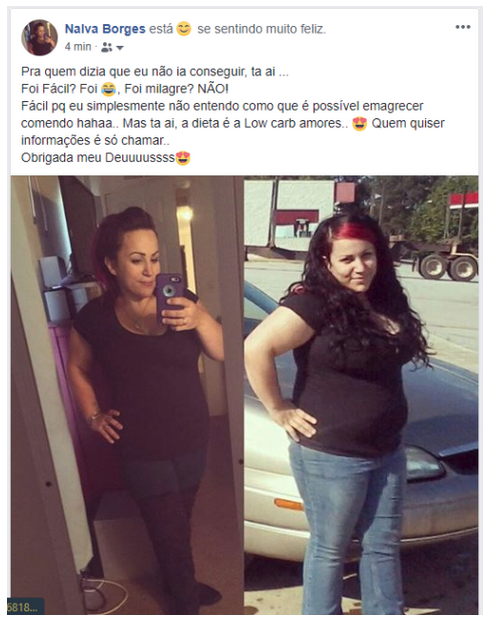 Nalva Borges está 😊 se sentindo muito feliz.
4 min ·
Pra quem dizia que eu não ia conseguir, ta ai ...
Foi Fácil? Foi 😂, Foi milagre? NÃO!
Fácil pq eu simplesmente não entendo como que é possível emagrecer
comendo hahaa.. Mas ta ai, a dieta é a Low carb amores.. 😍 Quem quiser
informações é só chamar..
Obrigada meu Deuuuussss😍
5818...